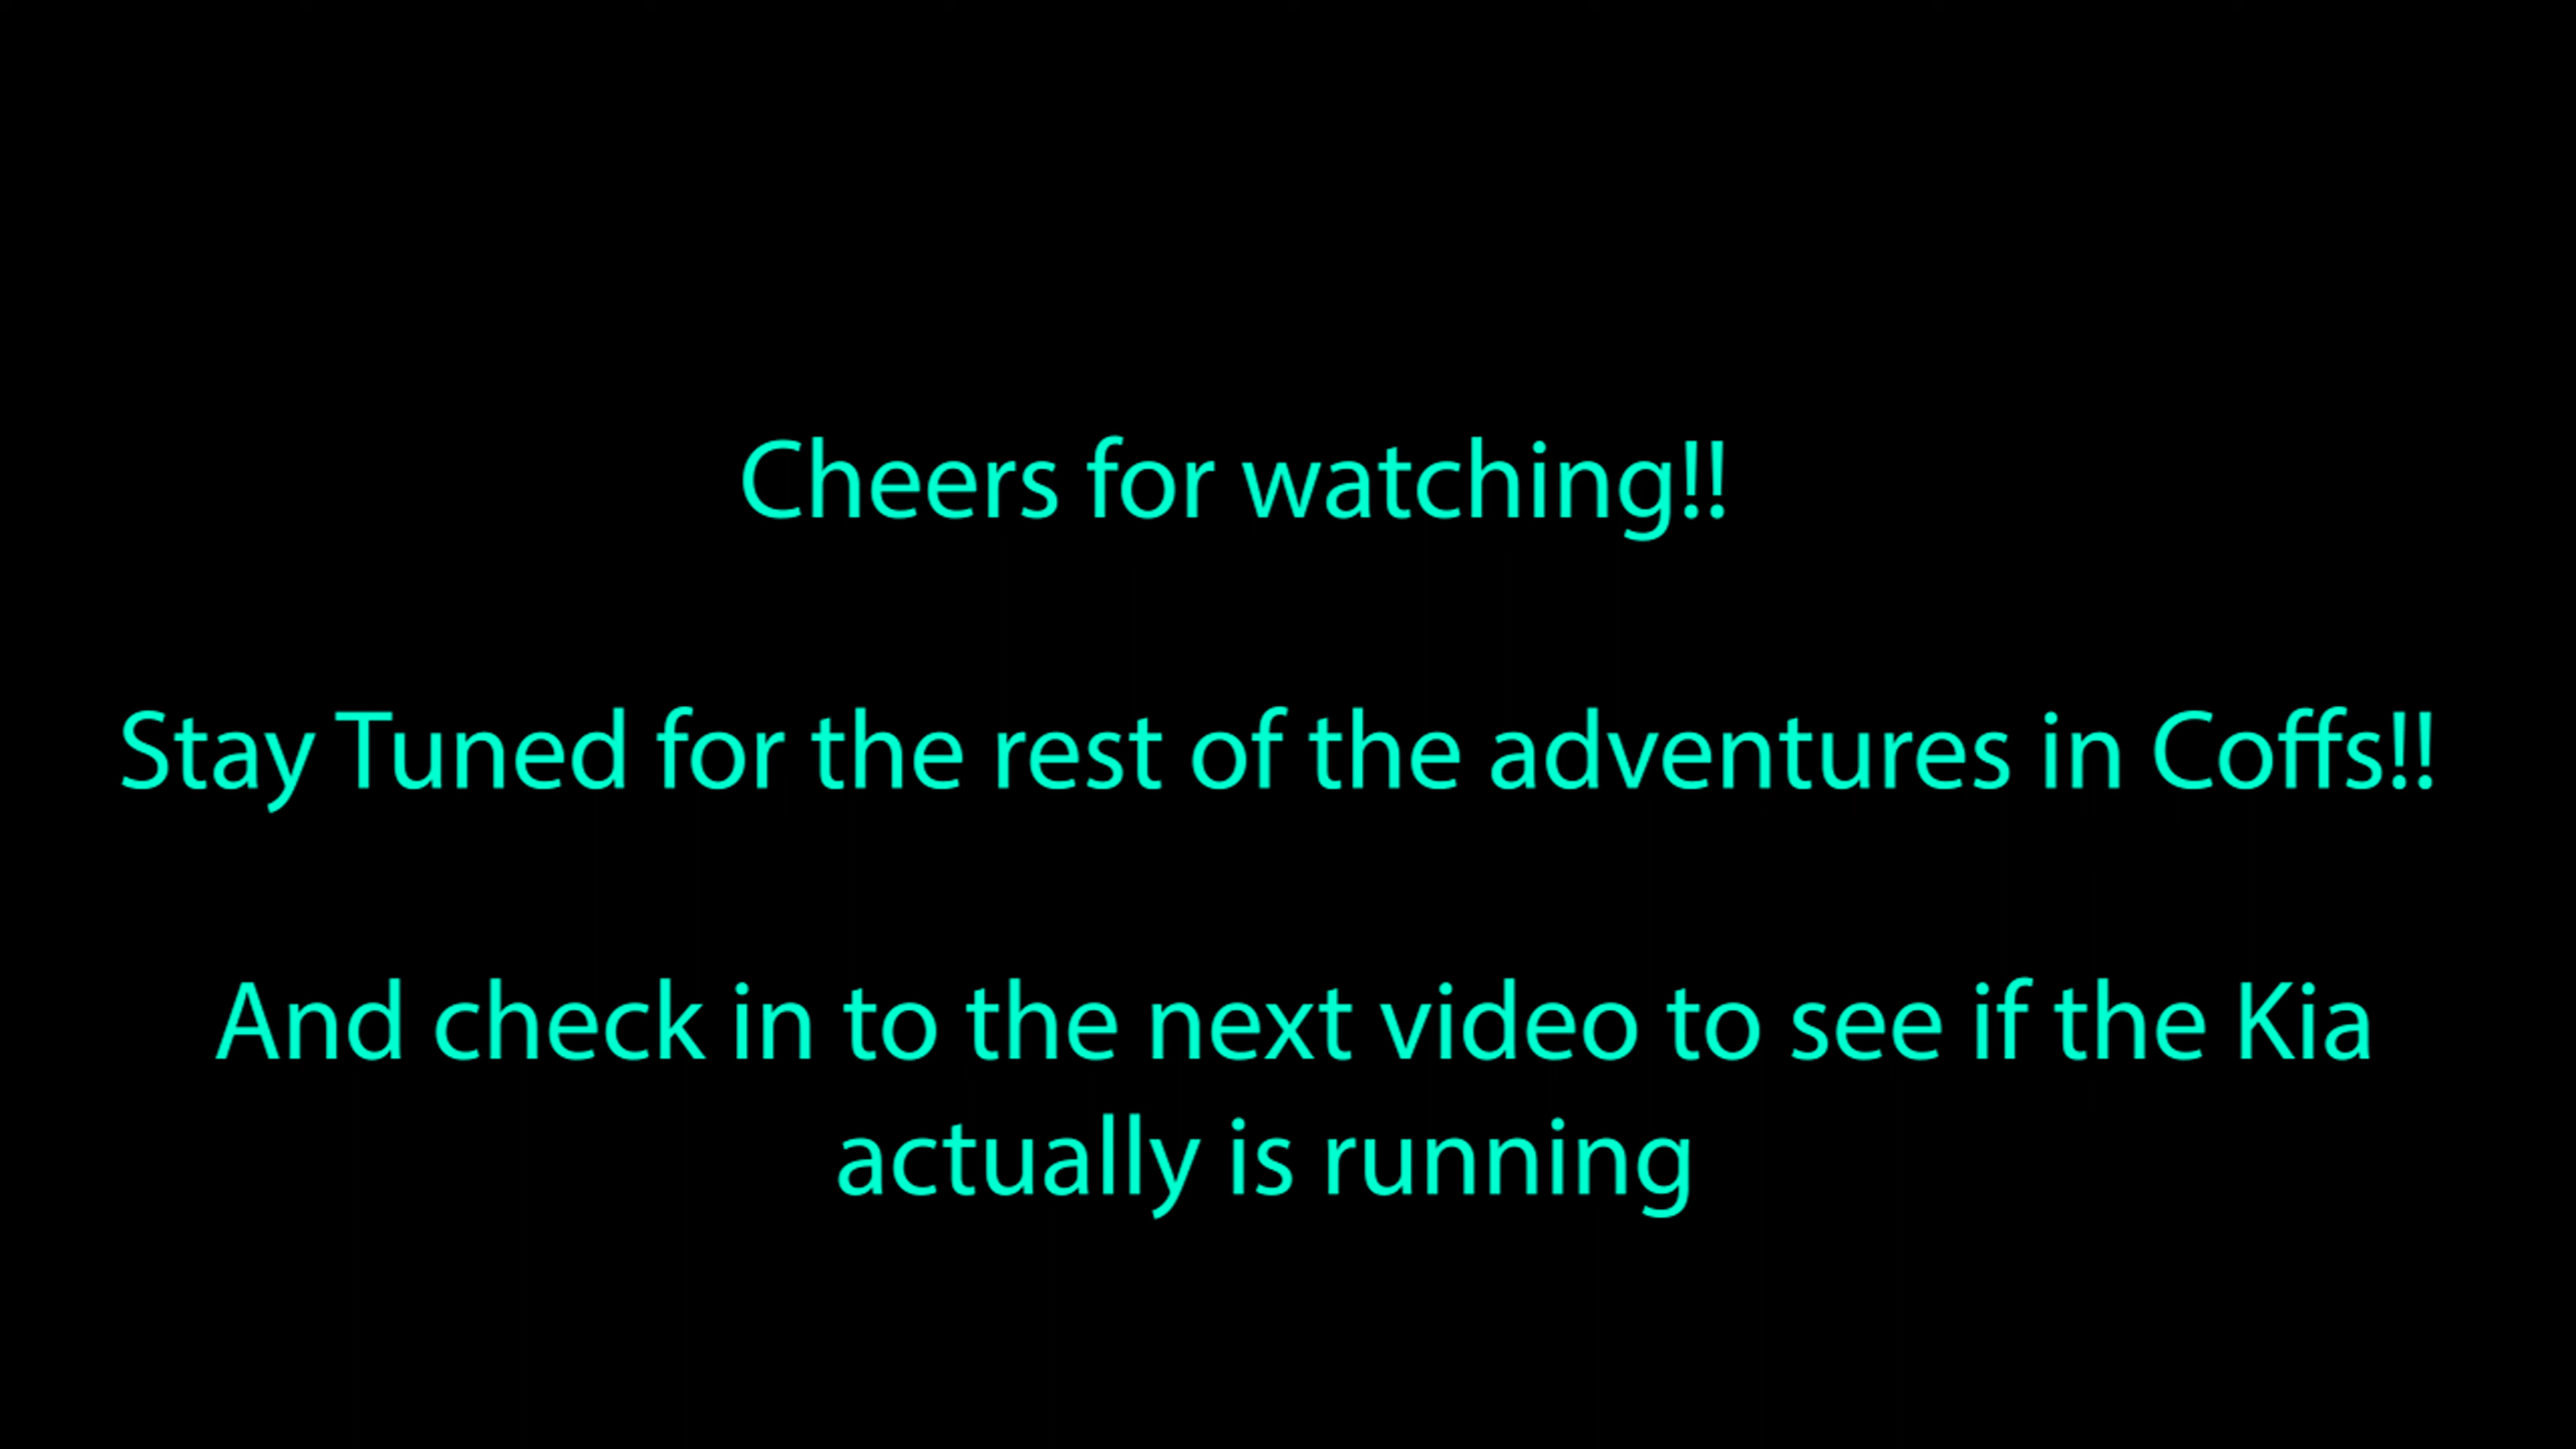 Cheers for watching!!
Stay Tuned for the rest of the adventures in Coffs!!
And check in to the next video to see if the Kia
actually is running